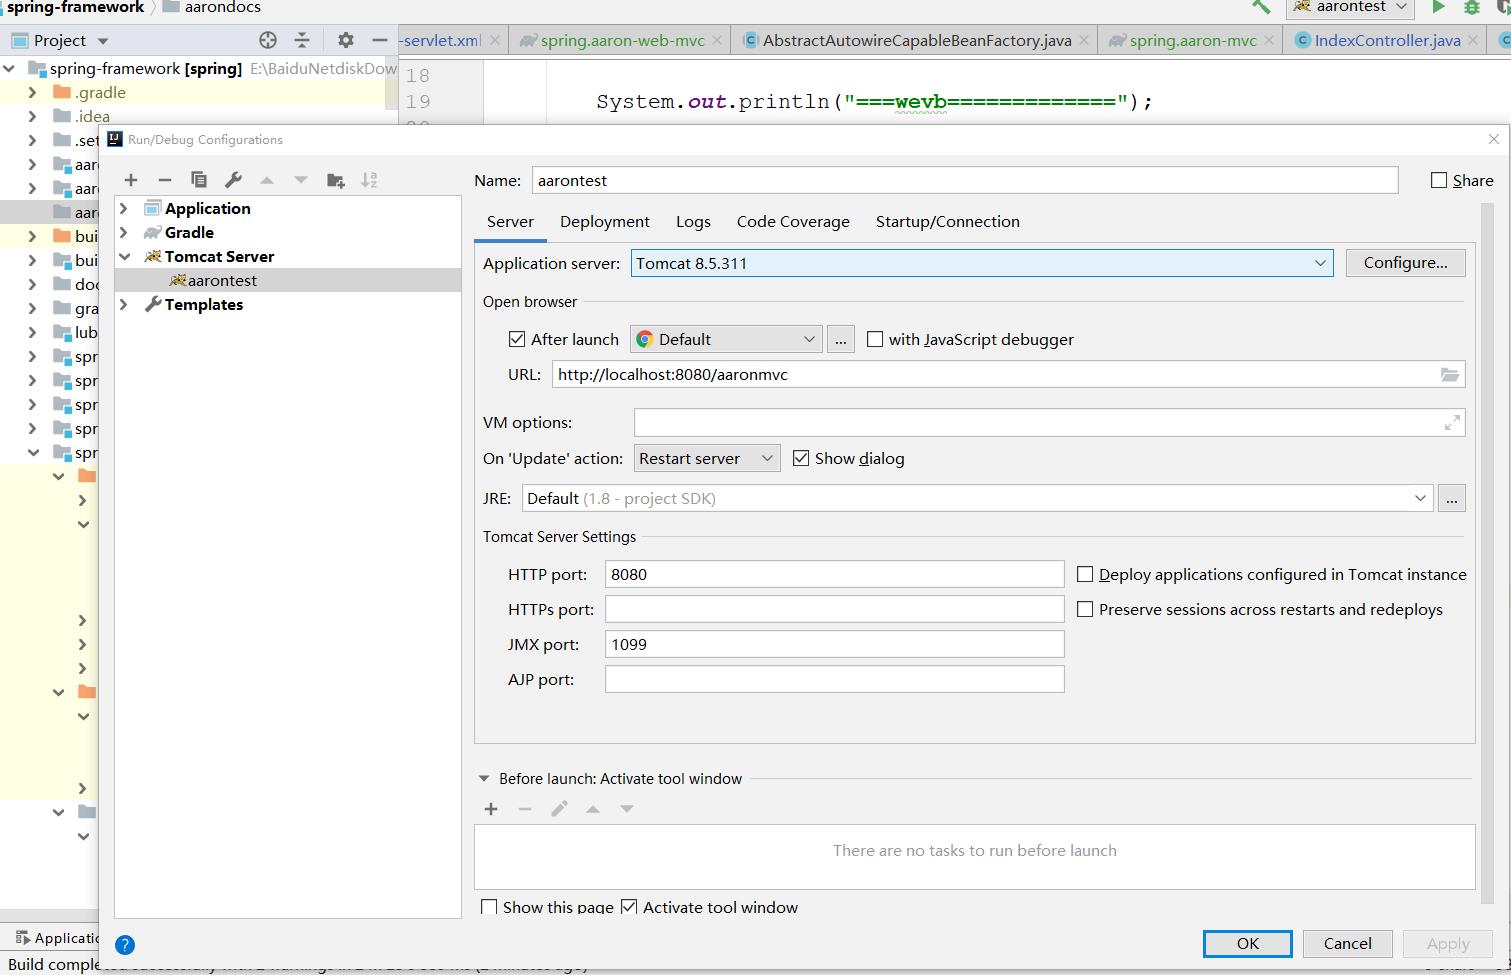 spring-framework aarondocs aarontest
Project -servlet.xml spring.aaron-web-mvc AbstractAutowireCapableBeanFactory.java spring.aaron-mvc IndexController.java
spring-framework [spring] E:\BaiduNetdiskDow
18
.gradle
19 System.out.println("===wevb=============");
.idea
.set
Run/Debug Configurations
aar
aar
aar
bui
bui
doc
gra
lub
spr
spr
spr
spr
spr
Name: aarontest Share
Application
Gradle
Tomcat Server
aarontest
Templates
Server Deployment Logs Code Coverage Startup/Connection
Application server: Tomcat 8.5.311 Configure...
Open browser
After launch Default ... with JavaScript debugger
URL: http://localhost:8080/aaronmvc
VM options:
On 'Update' action: Restart server Show dialog
JRE: Default (1.8 - project SDK) ...
Tomcat Server Settings
HTTP port: 8080 Deploy applications configured in Tomcat instance
HTTPs port: Preserve sessions across restarts and redeploys
JMX port: 1099
AJP port:
Before launch: Activate tool window
There are no tasks to run before launch
Show this page Activate tool window
Applicatio
? OK Cancel Apply
Build completed successfully with 2 warnings in